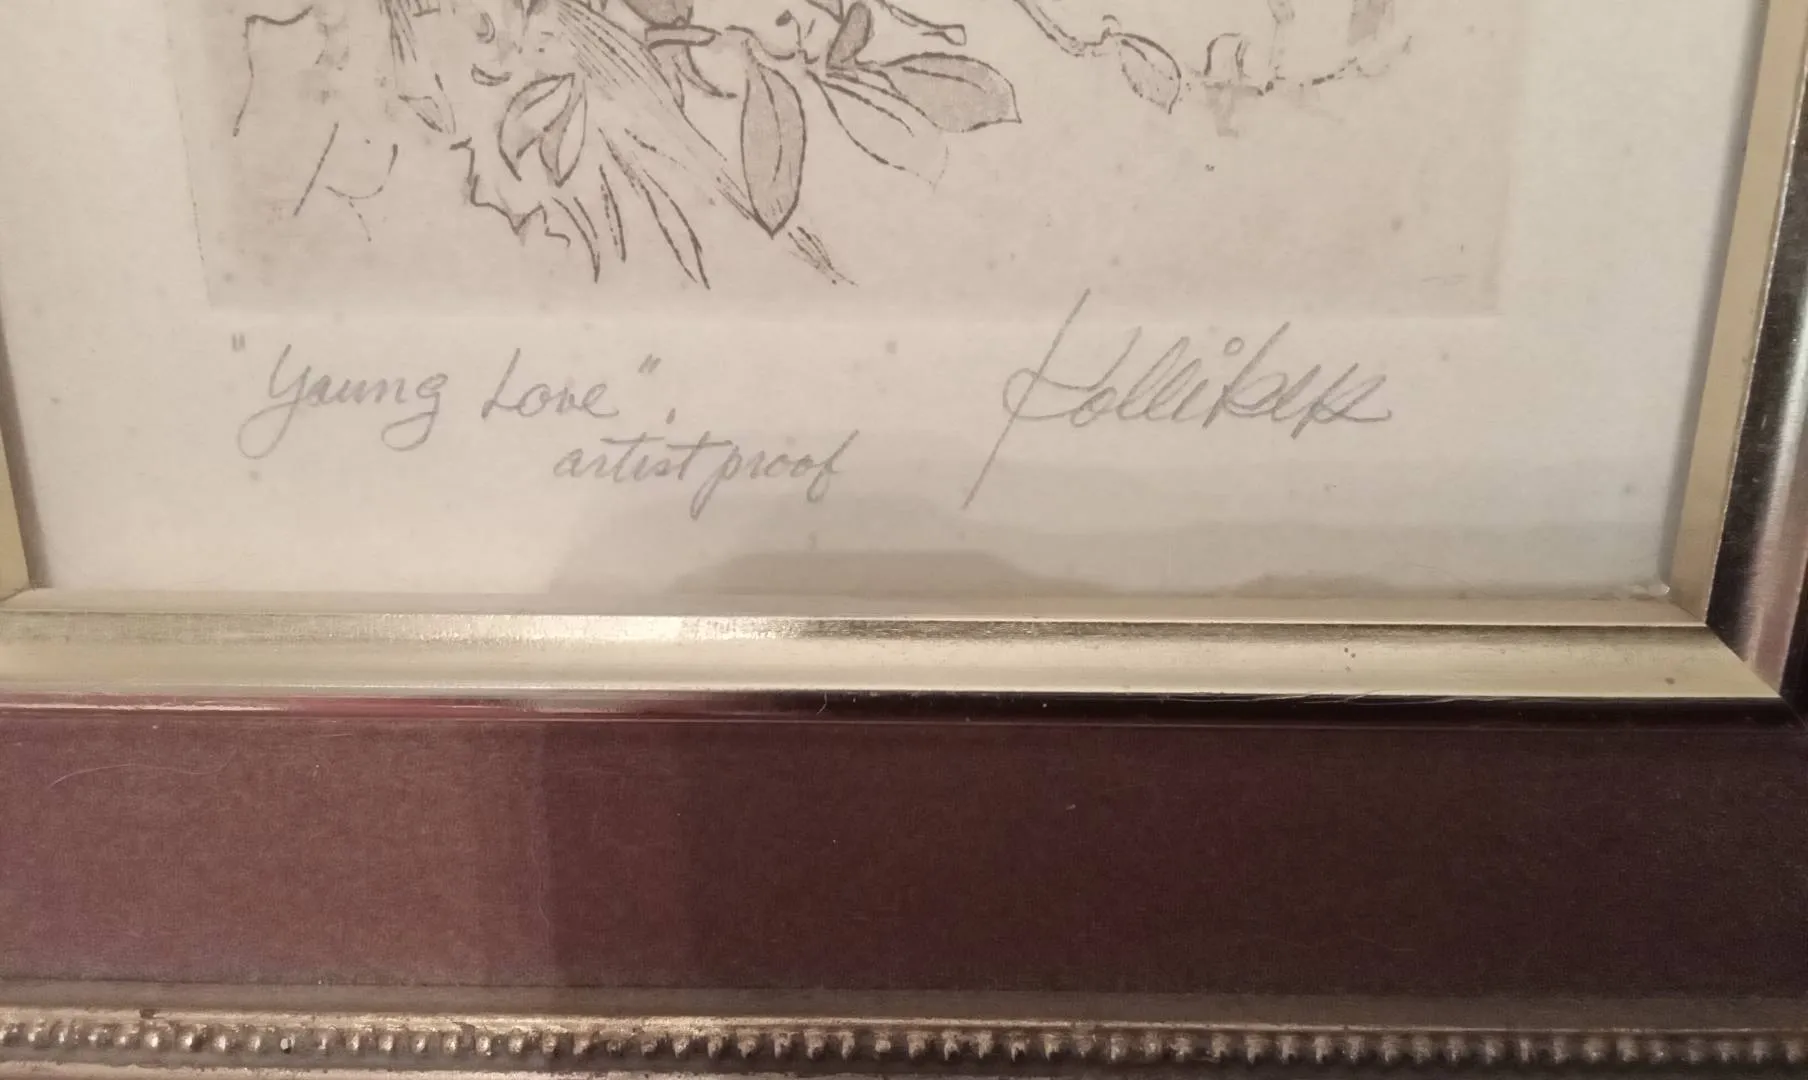 "Young Love",
artist proof